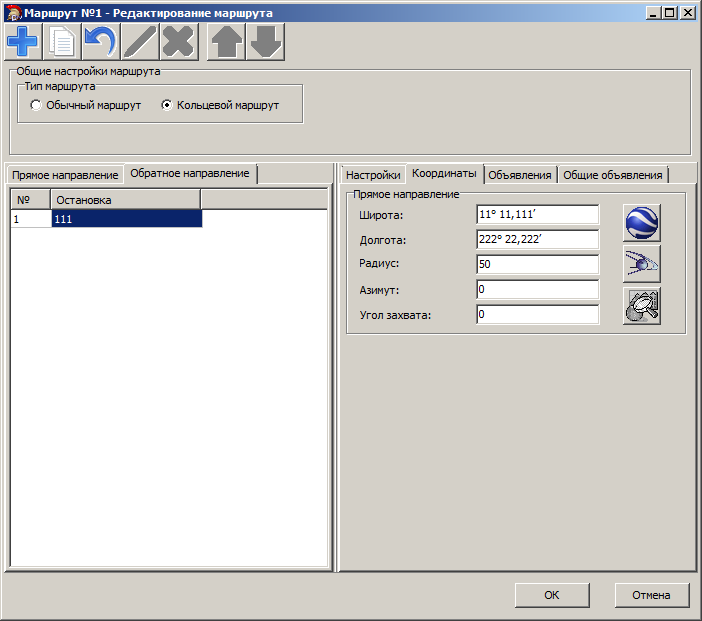 Маршрут №1 - Редактирование маршрута
Общие настройки маршрута
Тип маршрута
Обычный маршрут Кольцевой маршрут
Прямое направление Обратное направление
№ Остановка
1 111
Настройки Координаты Объявления Общие объявления
Прямое направление
Широта: 11° 11,111′
Долгота: 222° 22,222′
Радиус: 50
Азимут: 0
Угол захвата: 0
OK Отмена